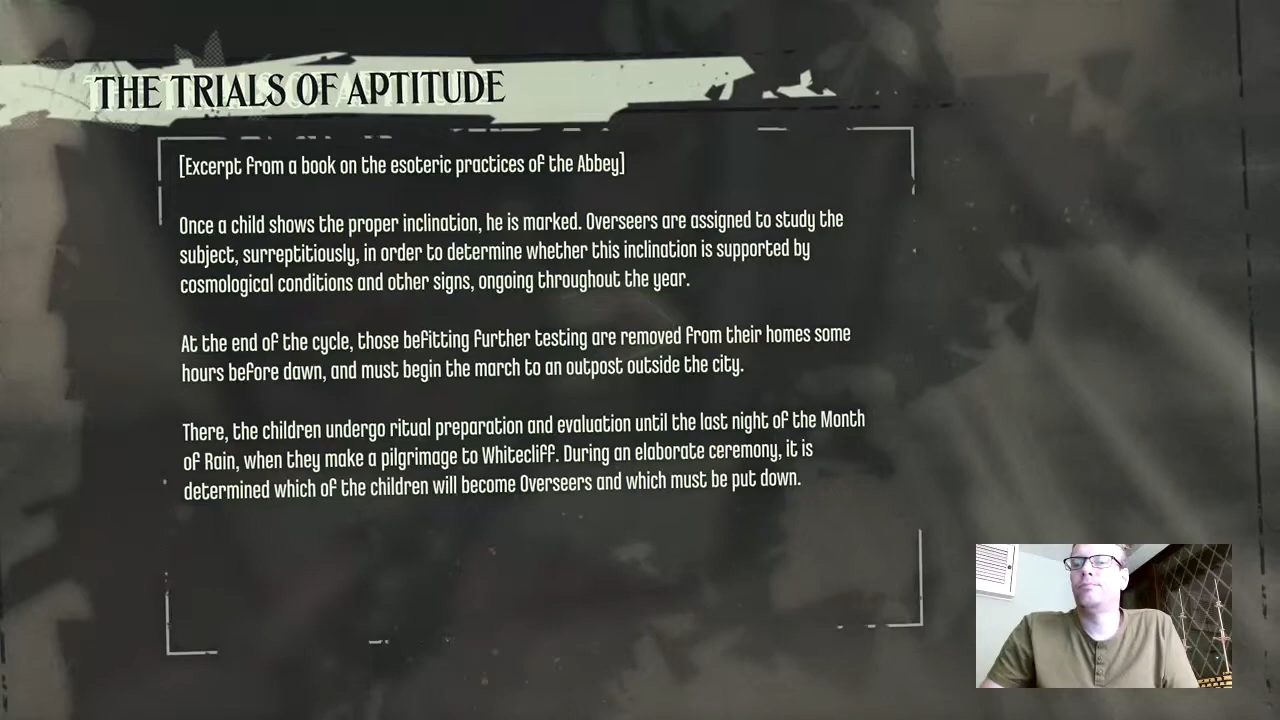 THE TRIALS OF APTITUDE
[Excerpt from a book on the esoteric practices of the Abbey]
Once a child shows the proper inclination, he is marked. Overseers are assigned to study the
subject, surreptitiously, in order to determine whether this inclination is supported by
cosmological conditions and other signs, ongoing throughout the year.
At the end of the cycle, those befitting further testing are removed from their homes some
hours before dawn, and must begin the march to an outpost outside the city.
There, the children undergo ritual preparation and evaluation until the last night of the Month
of Rain, when they make a pilgrimage to Whitecliff. During an elaborate ceremony, it is
determined which of the children will become Overseers and which must be put down.